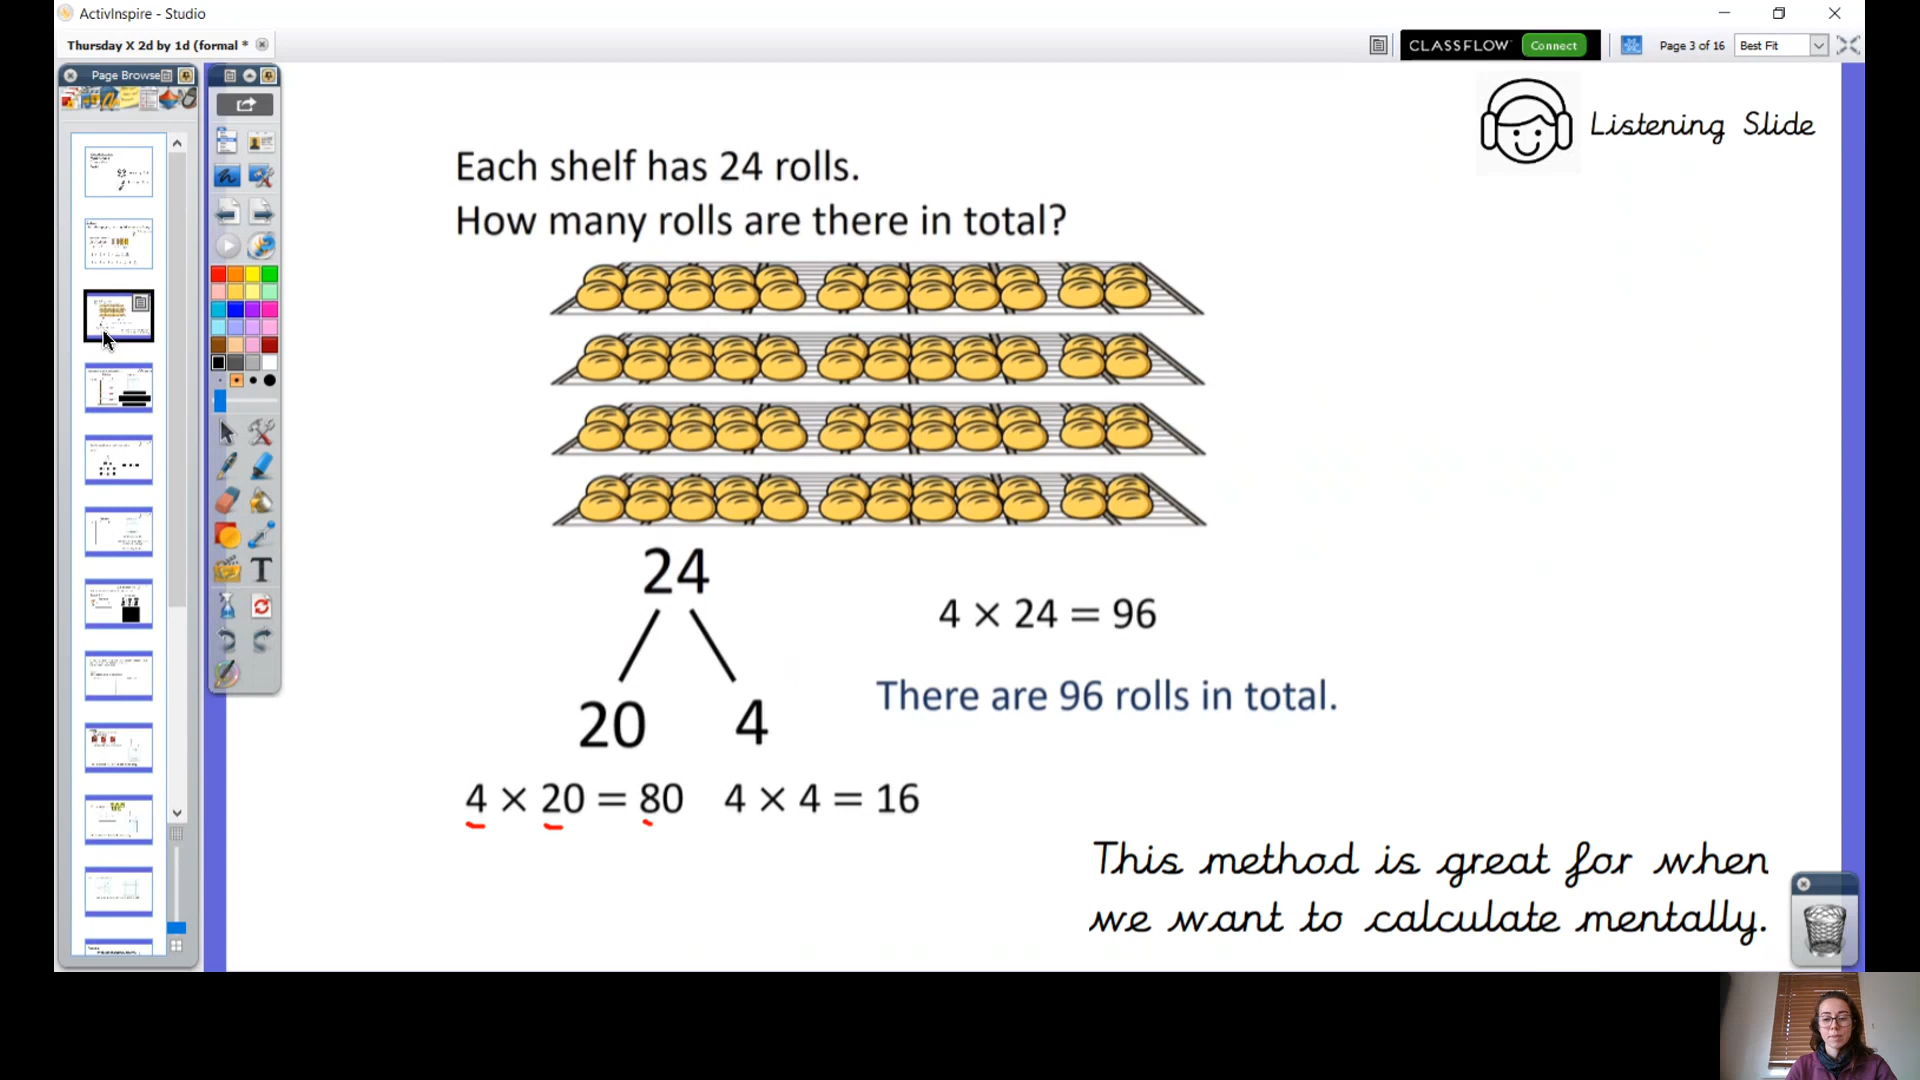 ActivInspire - Studio
Thursday X 2d by 1d (formal *
CLASSFLOW Connect
Page 3 of 16
Best Fit
Page Browse
Listening Slide
Each shelf has 24 rolls.
How many rolls are there in total?
24
20 4
4 × 24 = 96
There are 96 rolls in total.
4 × 20 = 80 4 × 4 = 16
This method is great for when
we want to calculate mentally.
T